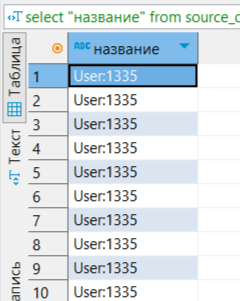 select "название" from source_c
Таблица
Текст
апись
ABC название
1 User:1335
2 User:1335
3 User:1335
4 User:1335
5 User:1335
6 User:1335
7 User:1335
8 User:1335
9 User:1335
10 User:1335